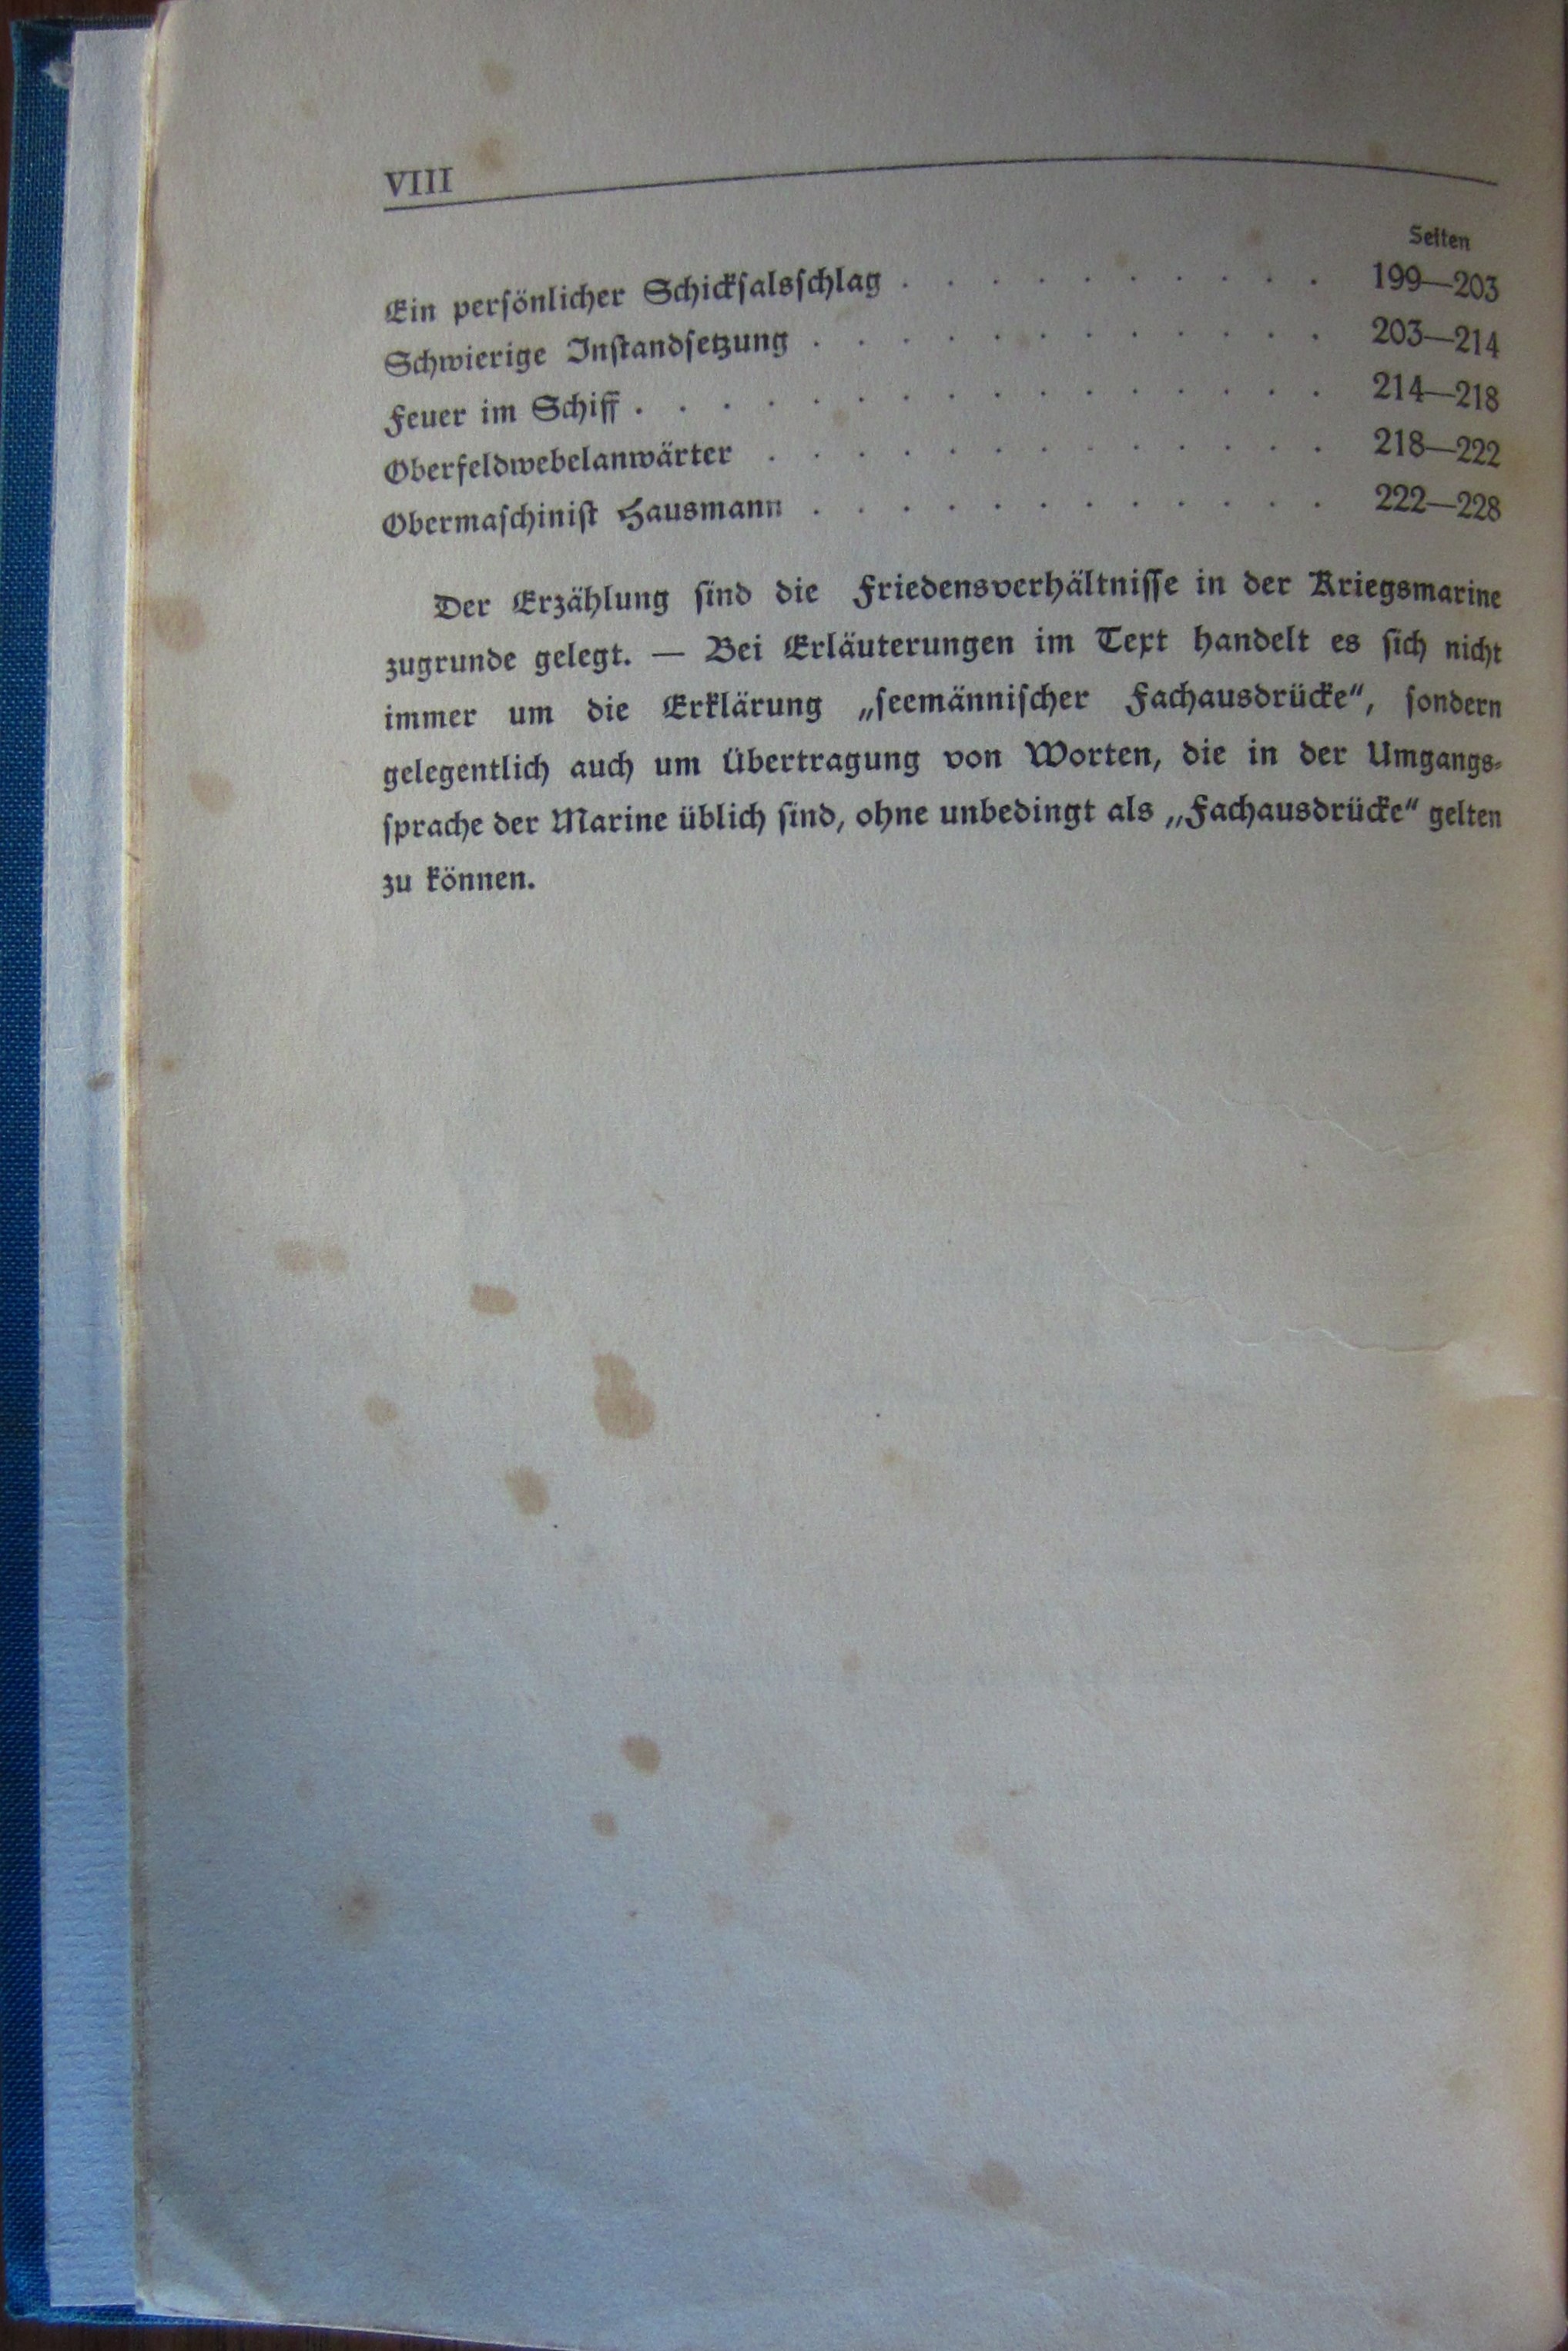 VIII
Seiten
Ein perſönlicher Schickſalsſchlag . . . . . . . . . . 199—203
Schwierige Inſtandſetzung . . . . . . . . . . . . 203—214
Feuer im Schiff . . . . . . . . . . . . . . . . 214—218
Oberfeldwebelanwärter . . . . . . . . . . . . . 218—222
Obermaſchiniſt Hausmann . . . . . . . . . . . . 222—228
Der Erzählung ſind die Friedensverhältniſſe in der Kriegsmarine
zugrunde gelegt. — Bei Erläuterungen im Text handelt es ſich nicht
immer um die Erklärung „ſeemänniſcher Fachausdrücke“, ſondern
gelegentlich auch um Übertragung von Worten, die in der Umgangs-
ſprache der Marine üblich ſind, ohne unbedingt als „Fachausdrücke“ gelten
zu können.